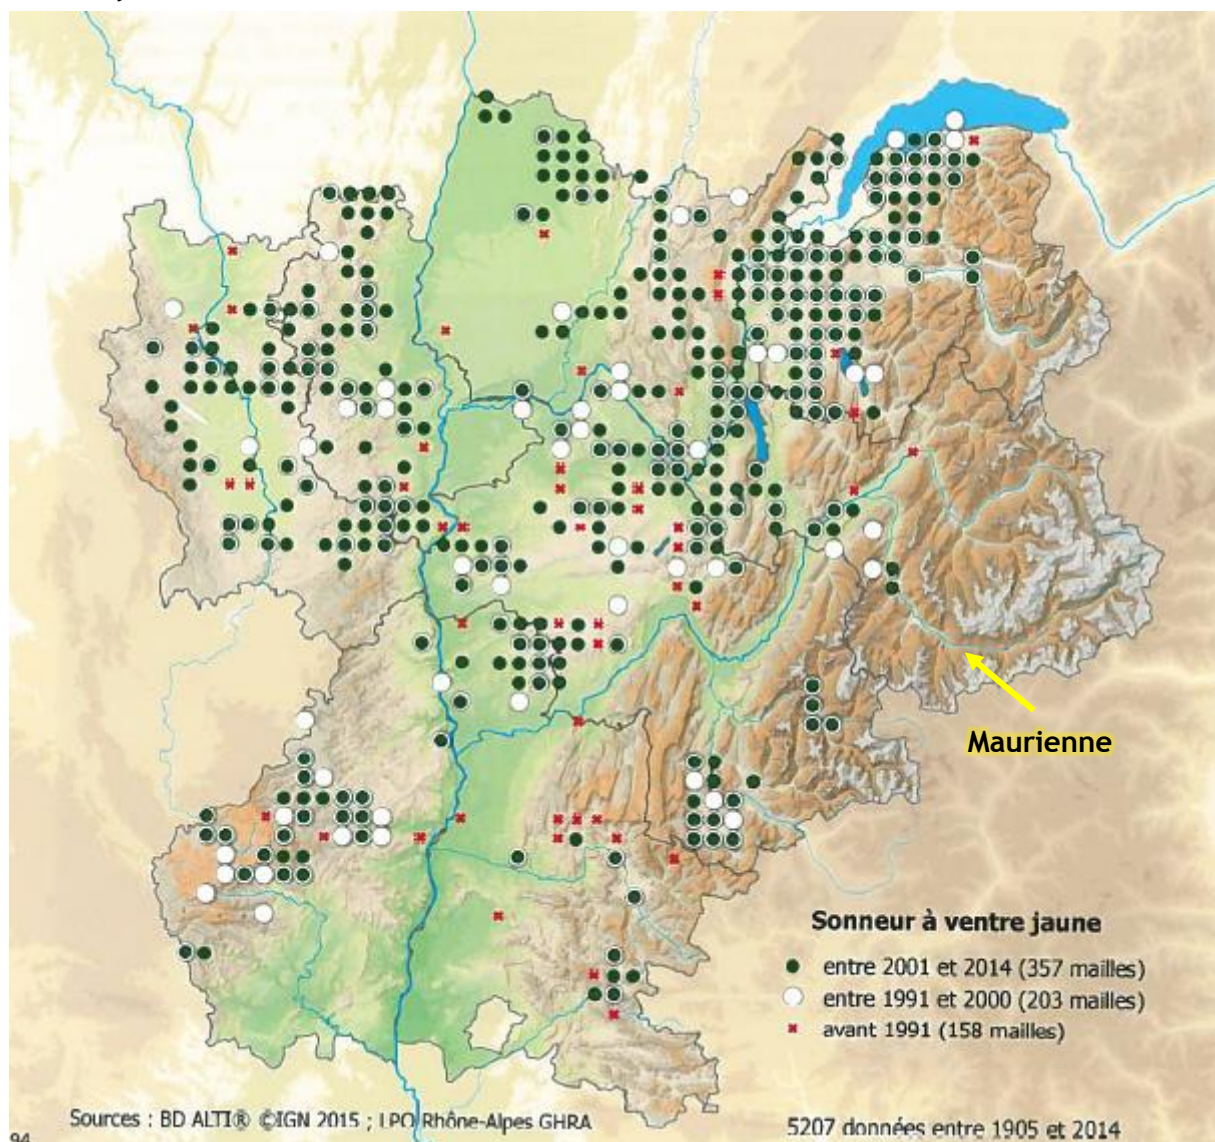 Maurienne
Sonneur à ventre jaune
entre 2001 et 2014 (357 mailles)
entre 1991 et 2000 (203 mailles)
avant 1991 (158 mailles)
Sources : BD ALTI® ©IGN 2015 ; LPO Rhône-Alpes GHRA
5207 données entre 1905 et 2014
94